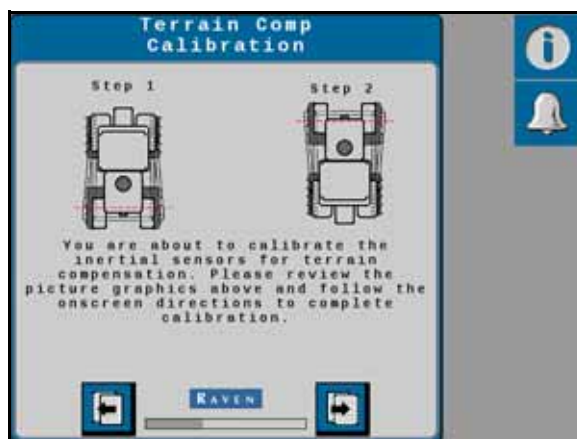 Terrain Comp
Calibration
Step 1
Step 2
You are about to calibrate the
inertial sensors for terrain
compensation. Please review the
picture graphics above and follow the
onscreen directions to complete
calibration.
RAVEN